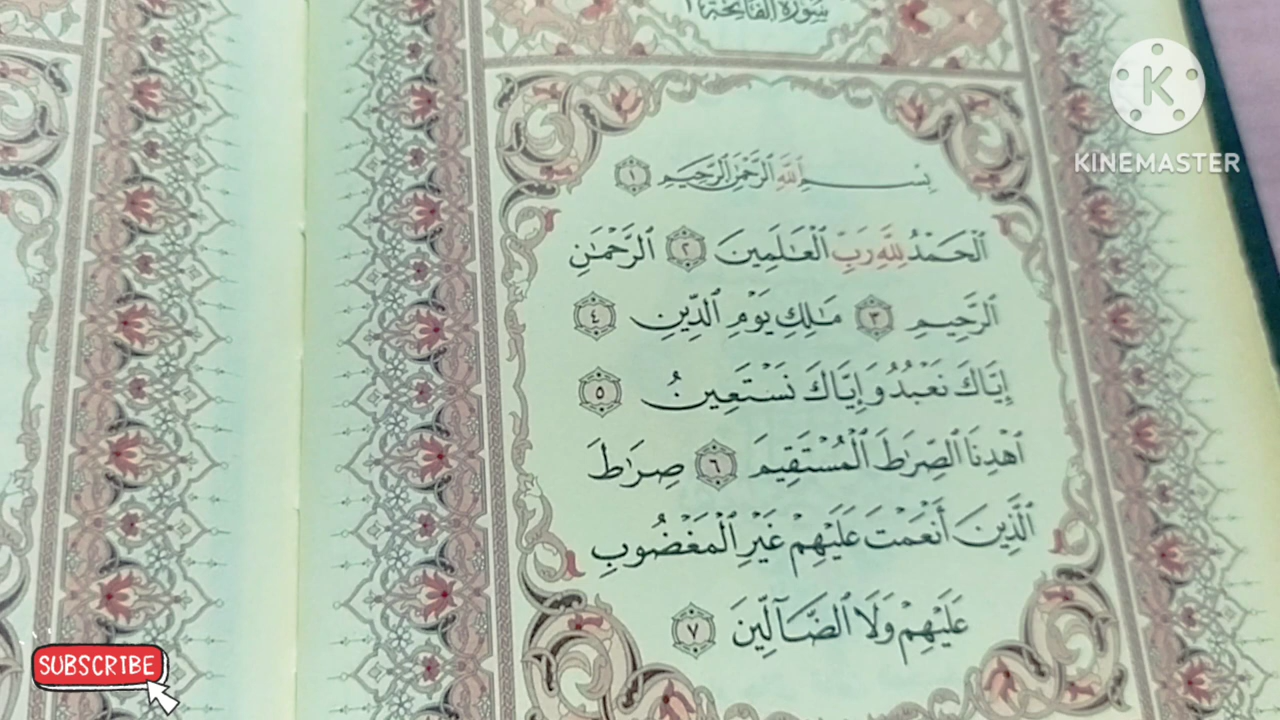 سورة الفاتحة ١
بِسْمِ ٱللَّهِ ٱلرَّحْمَٰنِ ٱلرَّحِيمِ ١
ٱلْحَمْدُ لِلَّهِ رَبِّ ٱلْعَٰلَمِينَ ٢ ٱلرَّحْمَٰنِ
ٱلرَّحِيمِ ٣ مَٰلِكِ يَوْمِ ٱلدِّينِ ٤
إِيَّاكَ نَعْبُدُ وَإِيَّاكَ نَسْتَعِينُ ٥
ٱهْدِنَا ٱلصِّرَٰطَ ٱلْمُسْتَقِيمَ ٦ صِرَٰطَ
ٱلَّذِينَ أَنْعَمْتَ عَلَيْهِمْ غَيْرِ ٱلْمَغْضُوبِ
عَلَيْهِمْ وَلَا ٱلضَّآلِّينَ ٧
K
KINEMASTER
SUBSCRIBE